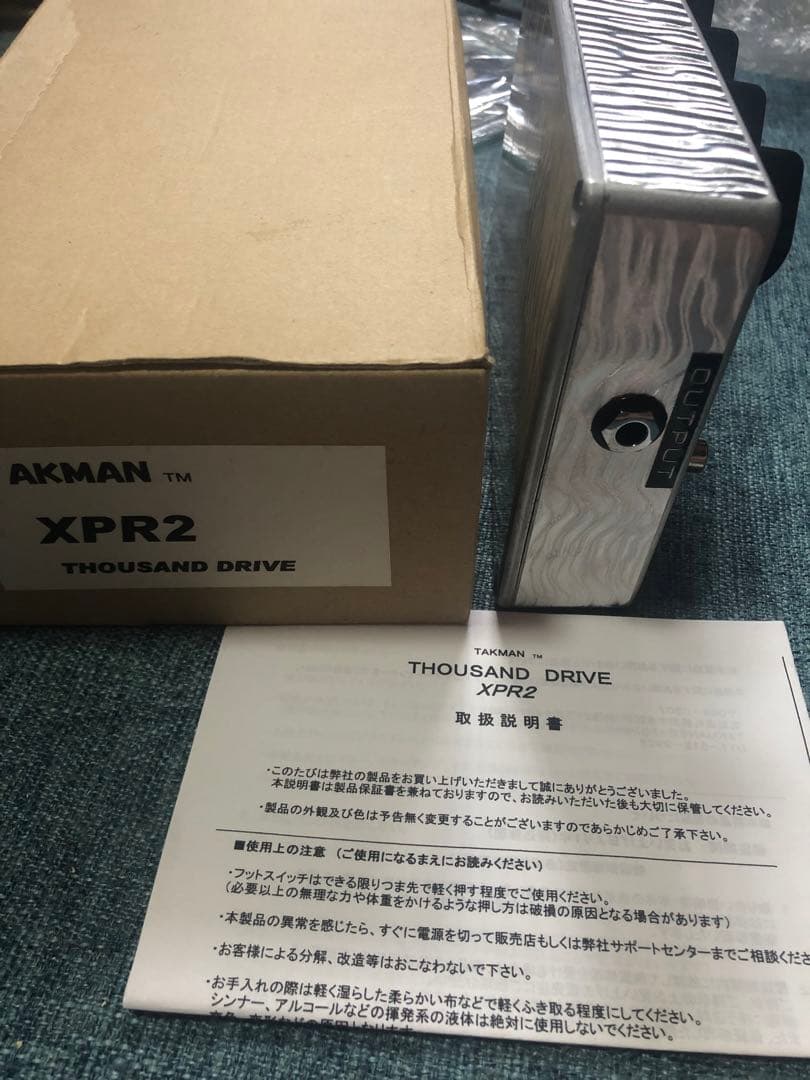 AKMAN TM
XPR2
THOUSAND DRIVE
OUTPUT
TAKMAN TM
THOUSAND DRIVE
XPR2
取扱説明書
・このたびは弊社の製品をお買い上げいただきまして誠にありがとうございました。
本説明書は製品保証書を兼ねておりますので、お読みいただいた後も大切に保管してください。
・製品の外観及び色は予告無く変更することがございますのであらかじめご了承下さい。
■使用上の注意 (ご使用になるまえにお読みください)
・フットスイッチはできる限りつま先で軽く押す程度でご使用ください。
(必要以上の無理な力や体重をかけるような押し方は破損の原因となる場合があります)
・本製品の異常を感じたら、すぐに電源を切って販売店もしくは弊社サポートセンターまでご相談くださ
・お客様による分解、改造等はおこなわないで下さい。
・お手入れの際は軽く湿らした柔らかい布などで軽くふき取る程度にしてください。
シンナー、アルコールなどの揮発系の液体は絶対に使用しないでください。